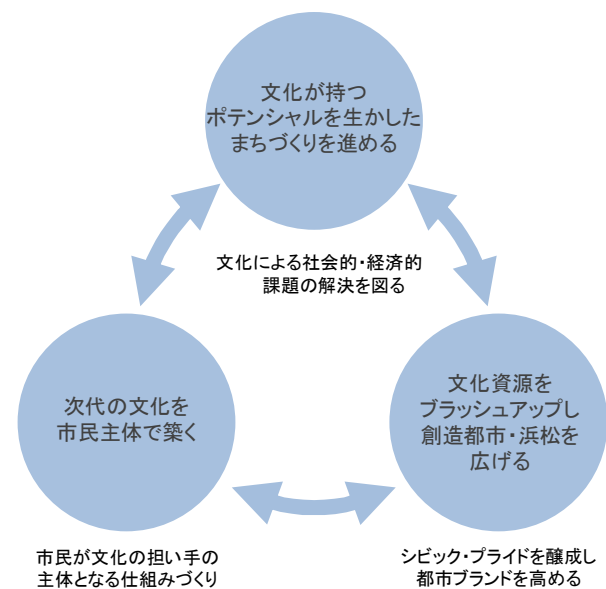 文化が持つ
ポテンシャルを生かした
まちづくりを進める
文化による社会的・経済的
課題の解決を図る
次代の文化を
市民主体で築く
文化資源を
ブラッシュアップし
創造都市・浜松を
広げる
市民が文化の担い手の
主体となる仕組みづくり
シビック・プライドを醸成し
都市ブランドを高める